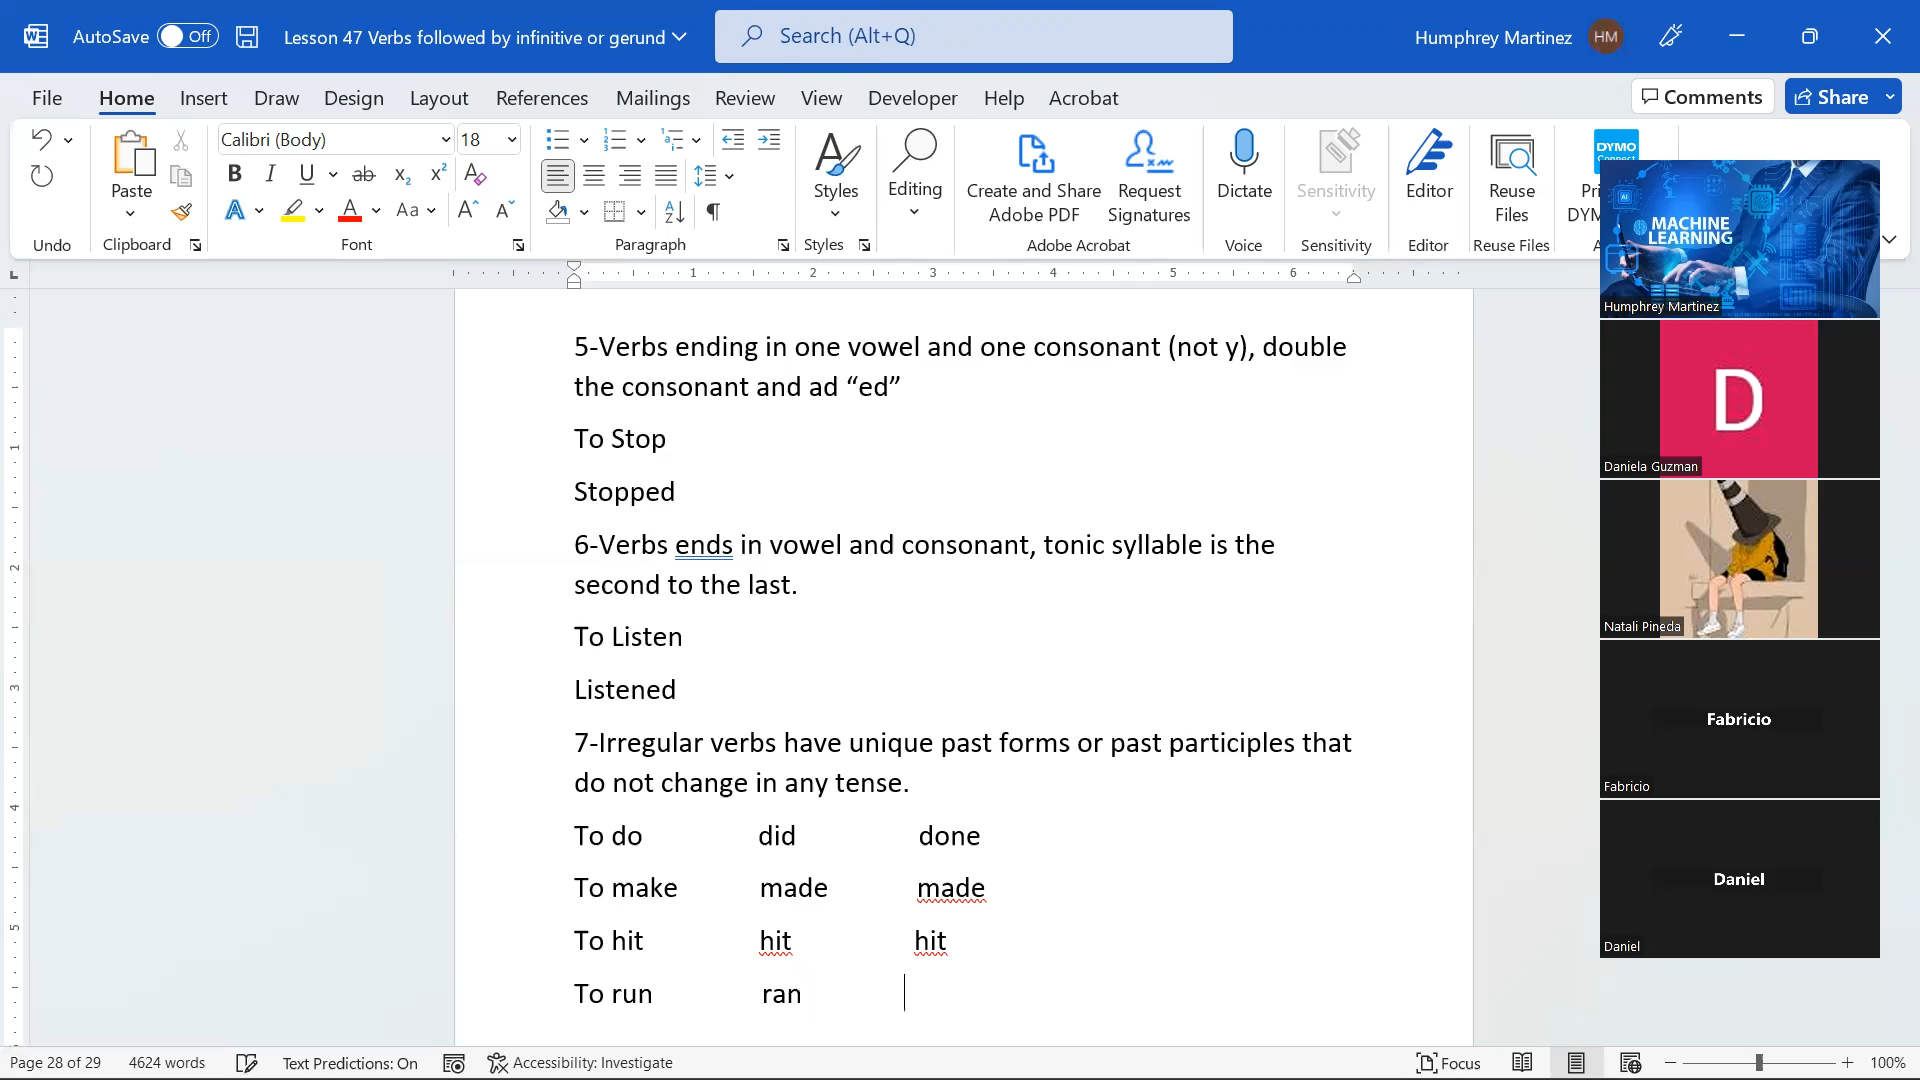 AutoSave Off Lesson 47 Verbs followed by infinitive or gerund Search (Alt+Q) Humphrey Martinez HM
File Home Insert Draw Design Layout References Mailings Review View Developer Help Acrobat Comments Share
Calibri (Body) 18
Paste Styles Editing Create and Share Adobe PDF Request Signatures Dictate Sensitivity Editor Reuse Files DYMO
Undo Clipboard Font Paragraph Styles Adobe Acrobat Voice Sensitivity Editor Reuse Files
1 2 3 4 5 6
5-Verbs ending in one vowel and one consonant (not y), double
the consonant and ad “ed”
To Stop
Stopped
6-Verbs ends in vowel and consonant, tonic syllable is the
second to the last.
To Listen
Listened
7-Irregular verbs have unique past forms or past participles that
do not change in any tense.
To do did done
To make made made
To hit hit hit
To run ran
AI
MACHINE
LEARNING
Humphrey Martinez
D
Daniela Guzman
Natali Pineda
Fabricio
Fabricio
Daniel
Daniel
Page 28 of 29 4624 words Text Predictions: On Accessibility: Investigate Focus 100%